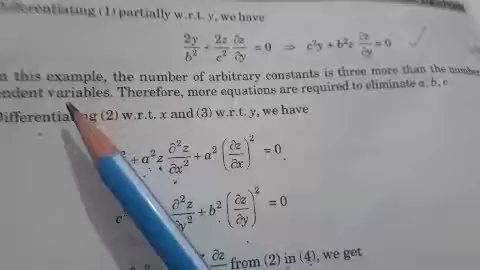 Differentiating (1) partially w.r.t. y, we have
2y/b² + 2z/c² ∂z/∂y = 0 ⇒ c²y + b²z ∂z/∂y = 0
this example, the number of arbitrary constants is three more than the number
variables. Therefore, more equations are required to eliminate a, b, c
Differentiating (2) w.r.t. x and (3) w.r.t. y, we have
+ a²z ∂²z/∂x² + a² (∂z/∂x)² = 0.
∂²z/∂y² + b² (∂z/∂y)² = 0
from (2) in (4), we get